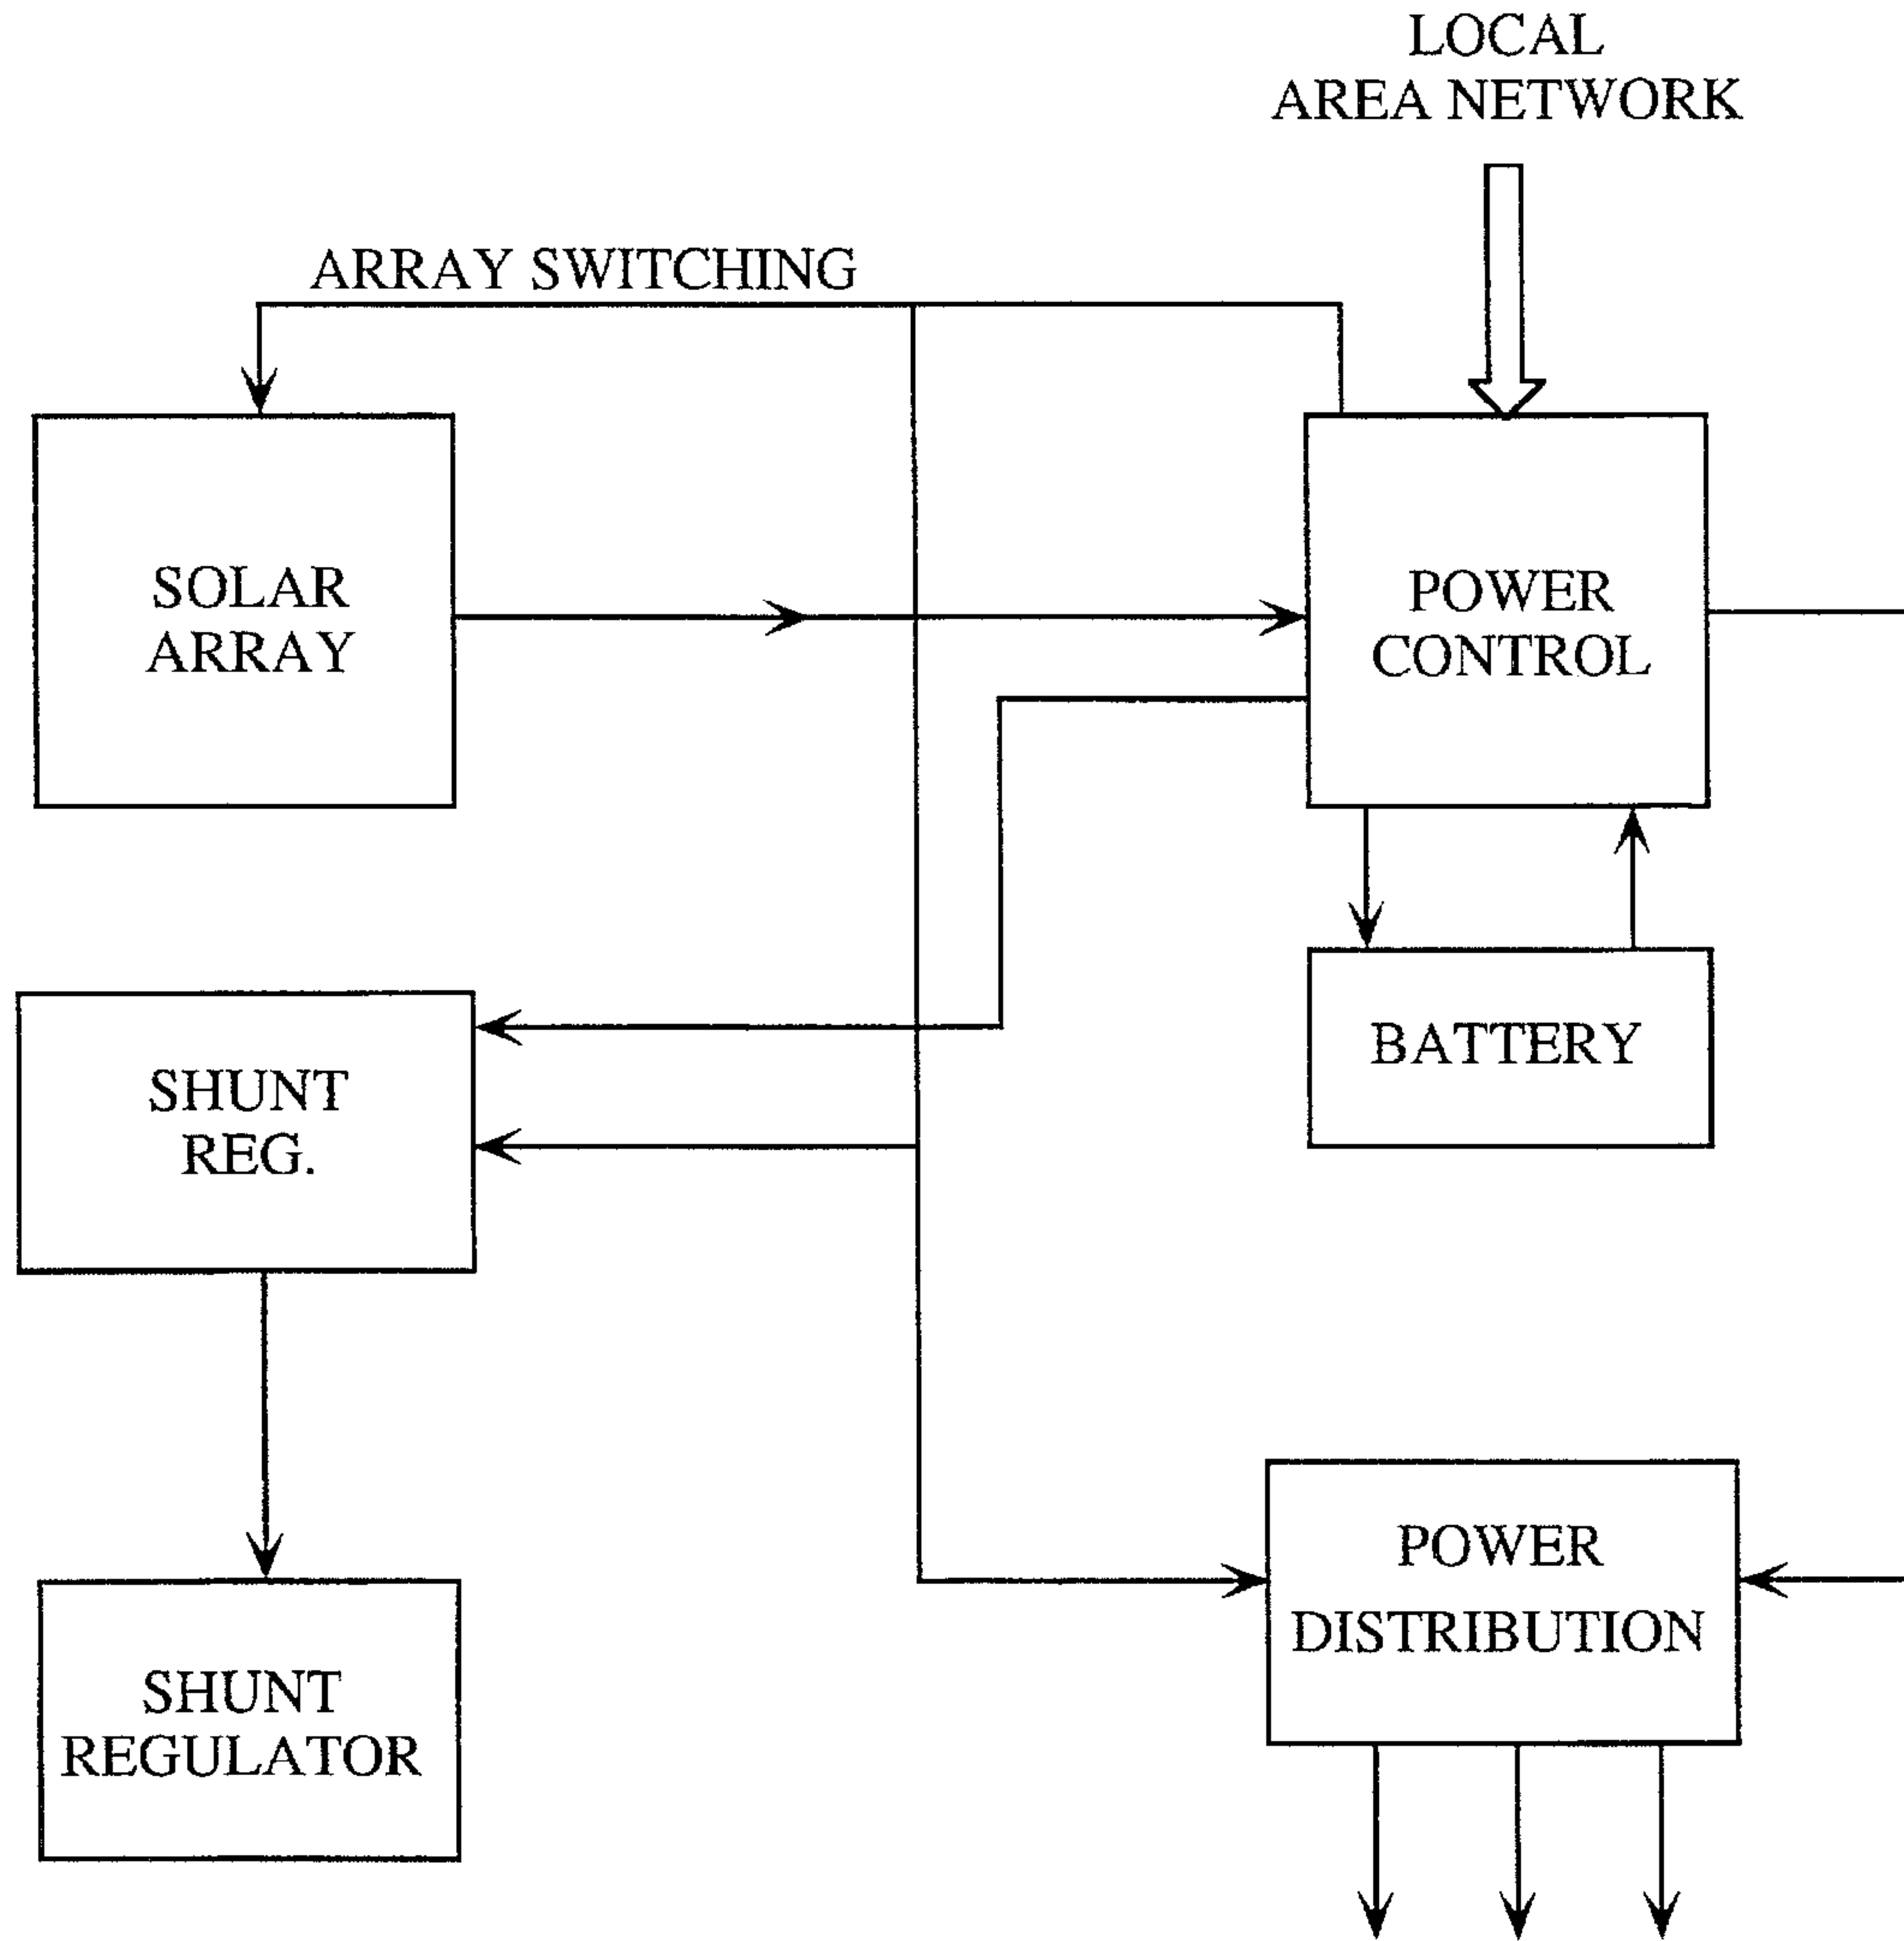 LOCAL
AREA NETWORK
ARRAY SWITCHING
SOLAR
ARRAY
POWER
CONTROL
BATTERY
SHUNT
REG.
POWER
DISTRIBUTION
SHUNT
REGULATOR